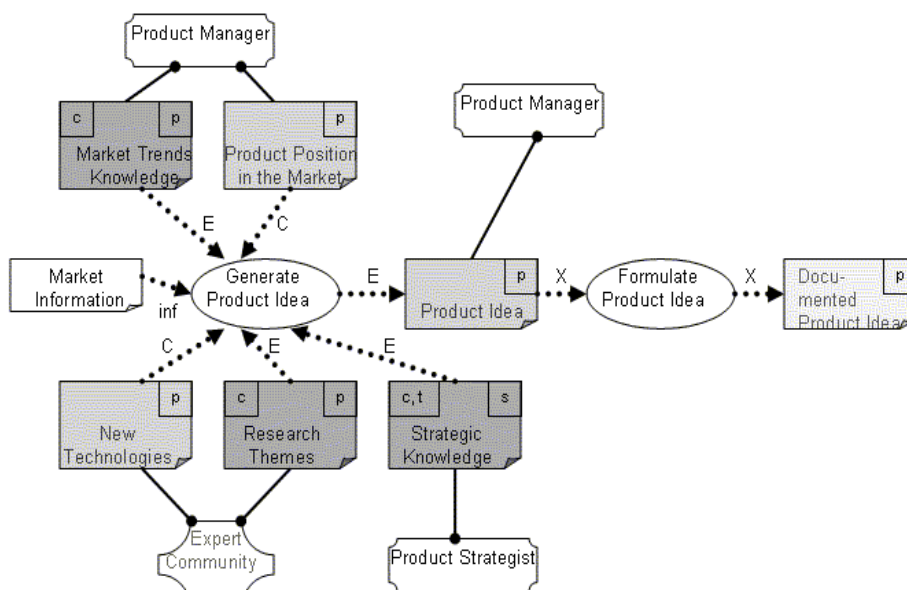 Product Manager
c
p
Market Trends
Knowledge
p
Product Position
in the Market
Product Manager
E
C
Market
Information
inf
Generate
Product Idea
E
p
Product Idea
X
Formulate
Product Idea
X
Docu-
mented
p
Product Idea
C
E
E
p
New
Technologies
c
p
Research
Themes
c,t
s
Strategic
Knowledge
Expert
Community
Product Strategist